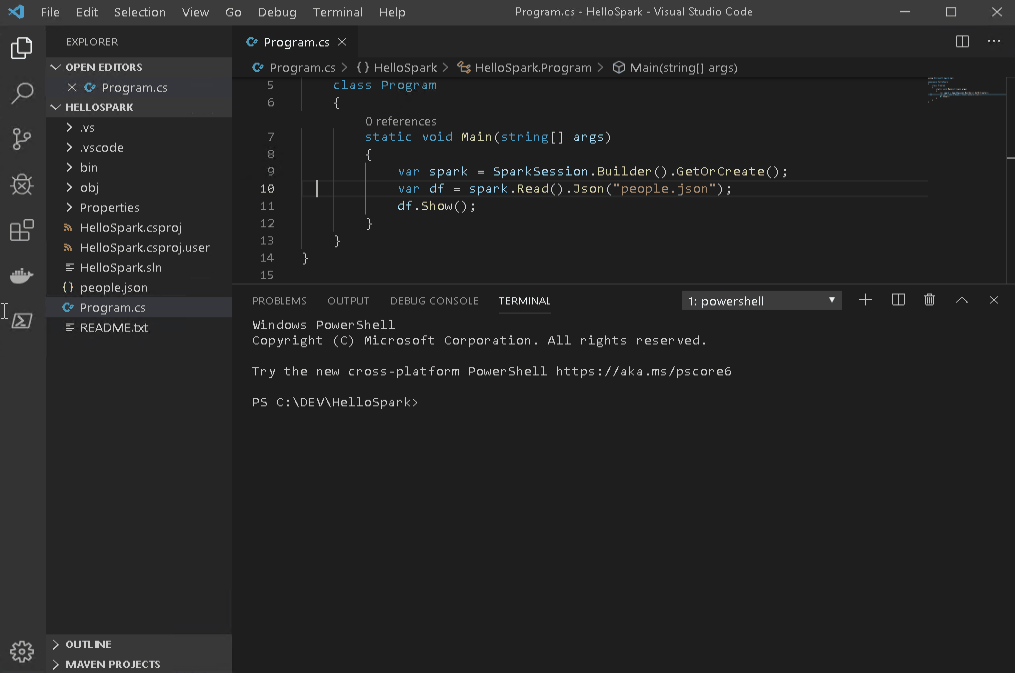 File Edit Selection View Go Debug Terminal Help Program.cs - HelloSpark - Visual Studio Code
EXPLORER
OPEN EDITORS
Program.cs
HELLOSPARK
.vs
.vscode
bin
obj
Properties
HelloSpark.csproj
HelloSpark.csproj.user
HelloSpark.sln
{} people.json
Program.cs
README.txt
OUTLINE
MAVEN PROJECTS
Program.cs
Program.cs > {} HelloSpark > HelloSpark.Program > Main(string[] args)
5 class Program
6 {
0 references
7 static void Main(string[] args)
8 {
9 var spark = SparkSession.Builder().GetOrCreate();
10 var df = spark.Read().Json("people.json");
11 df.Show();
12 }
13 }
14 }
15
PROBLEMS OUTPUT DEBUG CONSOLE TERMINAL 1: powershell
Windows PowerShell
Copyright (C) Microsoft Corporation. All rights reserved.
Try the new cross-platform PowerShell https://aka.ms/pscore6
PS C:\DEV\HelloSpark>